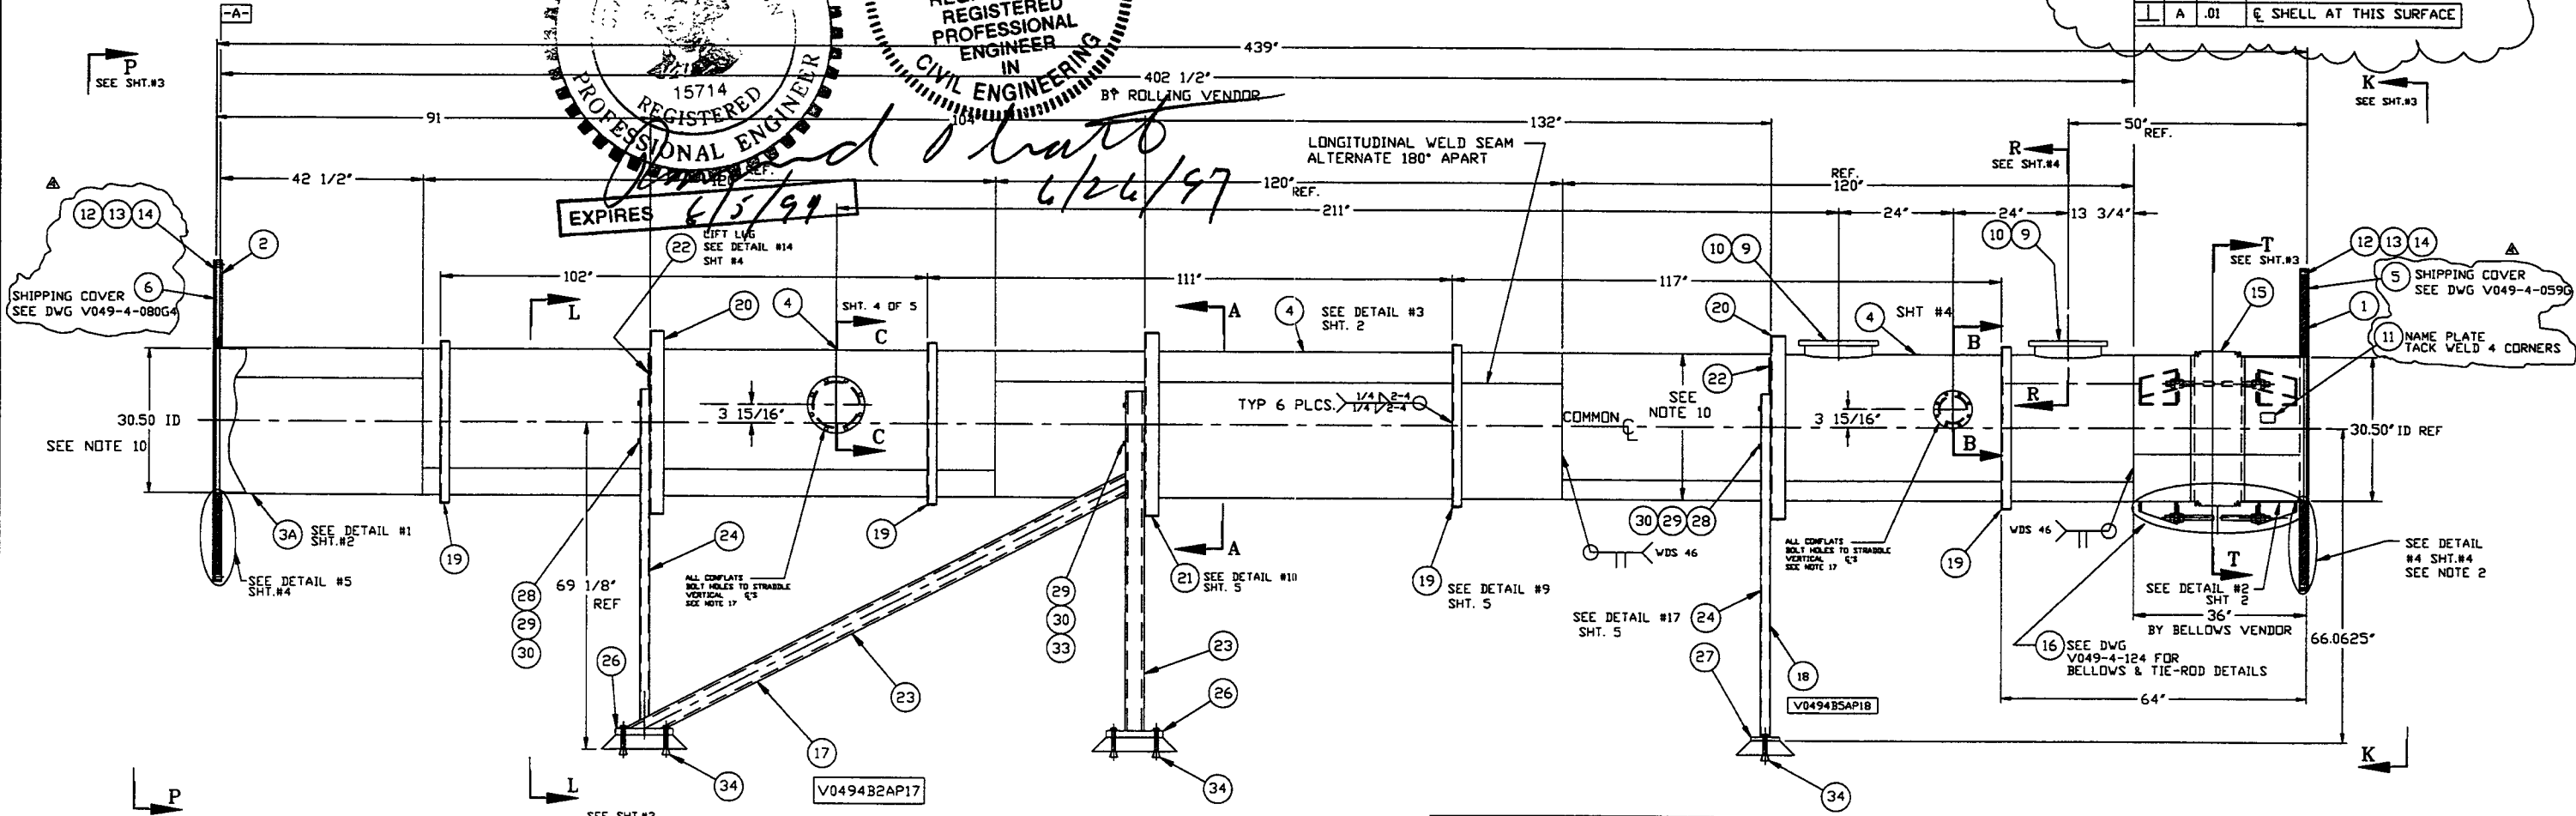 -A-
REGISTERED
PROFESSIONAL
ENGINEER
IN
CIVIL ENGINEERING
15714
REGISTERED
PROFESSIONAL ENGINEER
EXPIRES 6/5/99
6/26/97
⊥ A .01 ℄ SHELL AT THIS SURFACE
439"
402 1/2"
BY ROLLING VENDOR
P
SEE SHT.#3
K
SEE SHT.#3
91
104"
132"
50"
REF.
LONGITUDINAL WELD SEAM
ALTERNATE 180° APART
R
SEE SHT.#4
42 1/2"
120"
REF.
120"
REF.
REF.
120"
211"
24"
24"
13 3/4"
12 13 14
2
SHIPPING COVER 6
SEE DWG V049-4-080G4
22 LIFT LUG
SEE DETAIL #14
SHT #4
102"
111"
117"
10 9
10 9
T
SEE SHT.#3
12 13 14
5 SHIPPING COVER
SEE DWG V049-4-059G
1
11 NAME PLATE
TACK WELD 4 CORNERS
L
20
4
SHT. 4 OF 5
C
A
4 SEE DETAIL #3
SHT. 2
20
4 SHT #4
B
15
22
30.50 ID
SEE NOTE 10
3 15/16"
C
TYP 6 PLCS. 1/4 2-4
1/4 2-4
COMMON ℄
SEE
NOTE 10
3 15/16"
B
R
30.50" ID REF
3A SEE DETAIL #1
SHT.#2
19
SEE DETAIL #5
SHT.#4
24
19
A
21 SEE DETAIL #10
SHT. 5
19 SEE DETAIL #9
SHT. 5
WDS 46
30 29 28
19
WDS 46
T
SEE DETAIL #2
SHT 2
SEE DETAIL
#4 SHT.#4
SEE NOTE 2
69 1/8"
REF
ALL CONFLATS
BOLT HOLES TO STRADDLE
VERTICAL ℄'S
SEE NOTE 17
ALL CONFLATS
BOLT HOLES TO STRADDLE
VERTICAL ℄'S
SEE NOTE 17
28
29
30
29
30
33
SEE DETAIL #17 24
SHT. 5
36"
BY BELLOWS VENDOR
66.0625"
16 SEE DWG
V049-4-124 FOR
BELLOWS & TIE-ROD DETAILS
26
23
23
26
27
18
V0494B5AP18
64"
17
34
V0494B2AP17
34
34
P
L
K
SEE SHT.#3